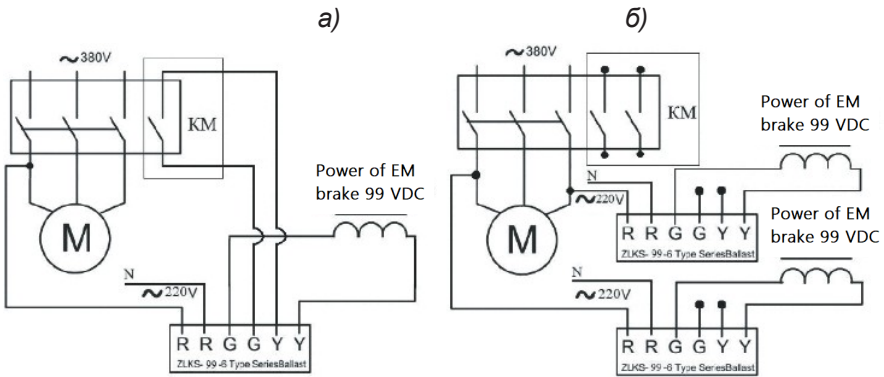 а)
~380V
KM
Power of EM
brake 99 VDC
M
N
~220V
R R G G Y Y
ZLKS- 99 -6 Type SeriesBallast
б)
~380V
KM
Power of EM
brake 99 VDC
N
~220V
R R G G Y Y
ZLKS- 99-6 Type SeriesBallast
M
Power of EM
brake 99 VDC
N
~220V
R R G G Y Y
ZLKS- 99 -6 Type SeriesBallast